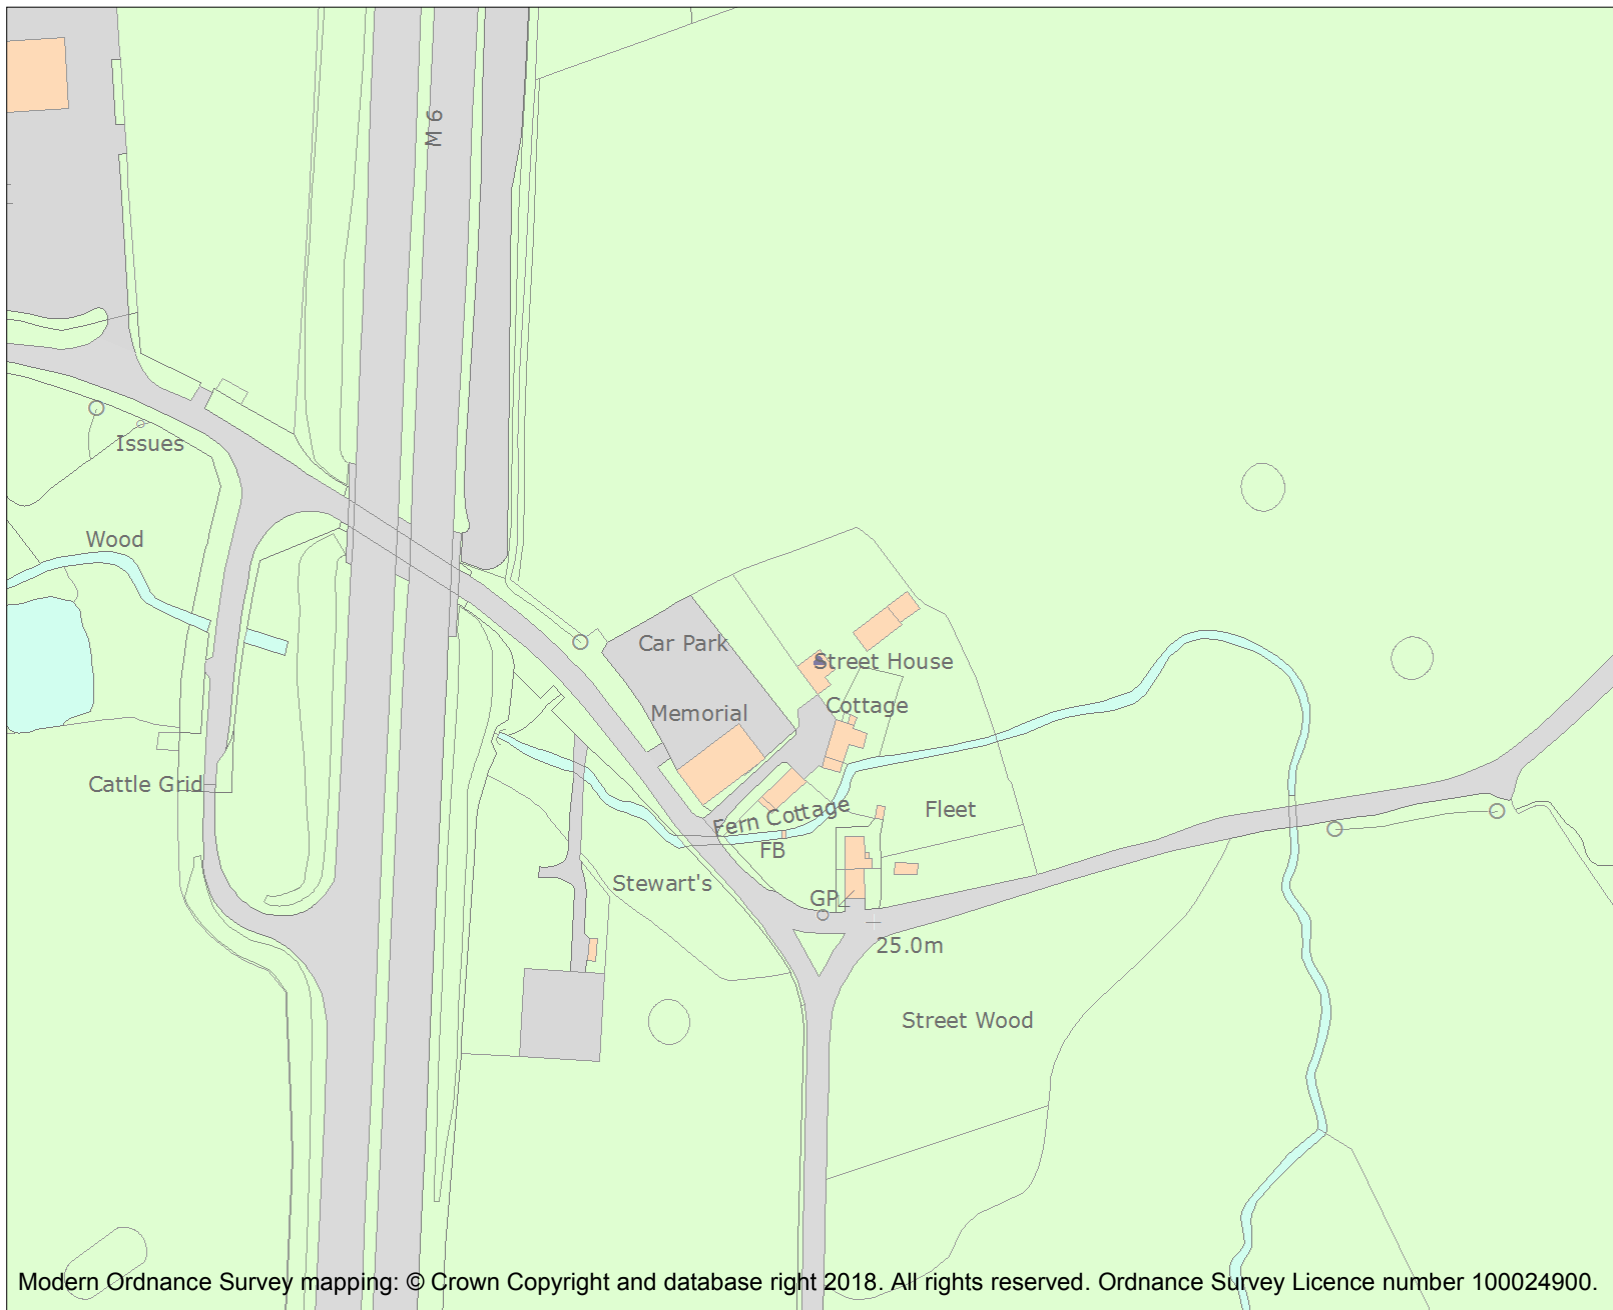 M 6
Issues
Wood
Car Park
Street House
Cottage
Memorial
Cattle Grid
Fern Cottage
Fleet
FB
Stewart's
GP
25.0m
Street Wood
Modern Ordnance Survey mapping: © Crown Copyright and database right 2018. All rights reserved. Ordnance Survey Licence number 100024900.